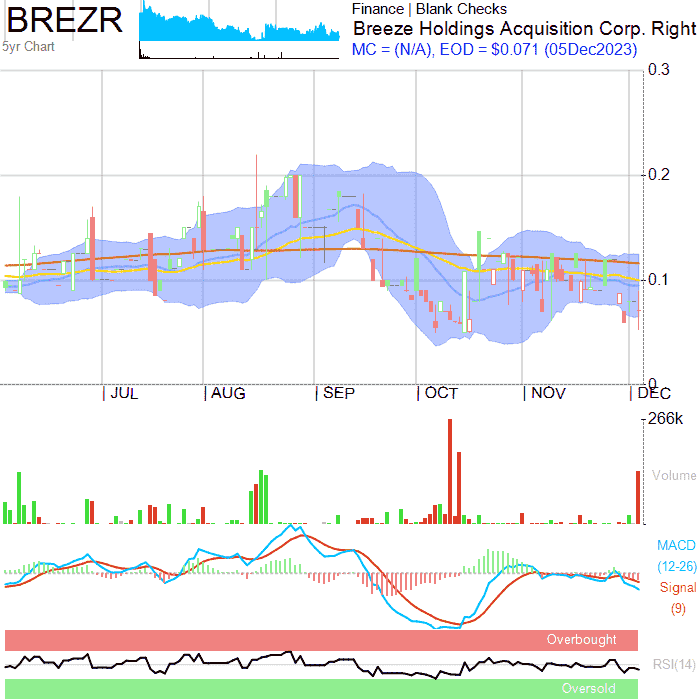 BREZR
5yr Chart
Finance | Blank Checks
Breeze Holdings Acquisition Corp. Right
MC = (N/A), EOD = $0.071 (05Dec2023)
0.3
0.2
0.1
0
JUL AUG SEP OCT NOV DEC
266k
Volume
MACD
(12-26)
Signal
(9)
Overbought
RSI(14)
Oversold